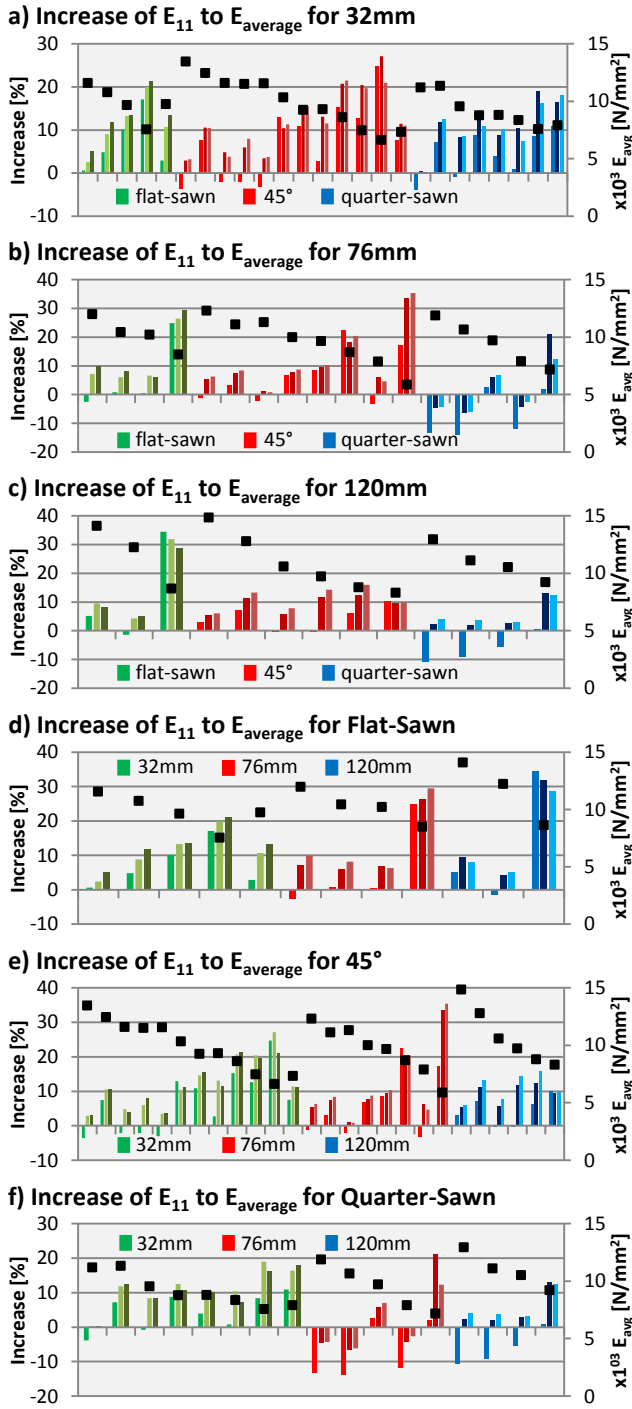 a) Increase of E11 to Eaverage for 32mm
Increase [%]
30
20
10
0
-10
flat-sawn 45° quarter-sawn
15
10
5
0
x10³ Eavg [N/mm²]
b) Increase of E11 to Eaverage for 76mm
Increase [%]
40
30
20
10
0
-10
-20
flat-sawn 45° quarter-sawn
15
10
5
0
x10³ Eavg [N/mm²]
c) Increase of E11 to Eaverage for 120mm
Increase [%]
40
30
20
10
0
-10
-20
flat-sawn 45° quarter-sawn
15
10
5
0
x10³ Eavg [N/mm²]
d) Increase of E11 to Eaverage for Flat-Sawn
Increase [%]
40
30
20
10
0
-10
32mm 76mm 120mm
15
10
5
0
x10³ Eavg [N/mm²]
e) Increase of E11 to Eaverage for 45°
Increase [%]
40
30
20
10
0
-10
32mm 76mm 120mm
15
10
5
0
x10³ Eavg [N/mm²]
f) Increase of E11 to Eaverage for Quarter-Sawn
Increase [%]
30
20
10
0
-10
-20
32mm 76mm 120mm
15
10
5
0
x1⁰³ Eavg [N/mm²]